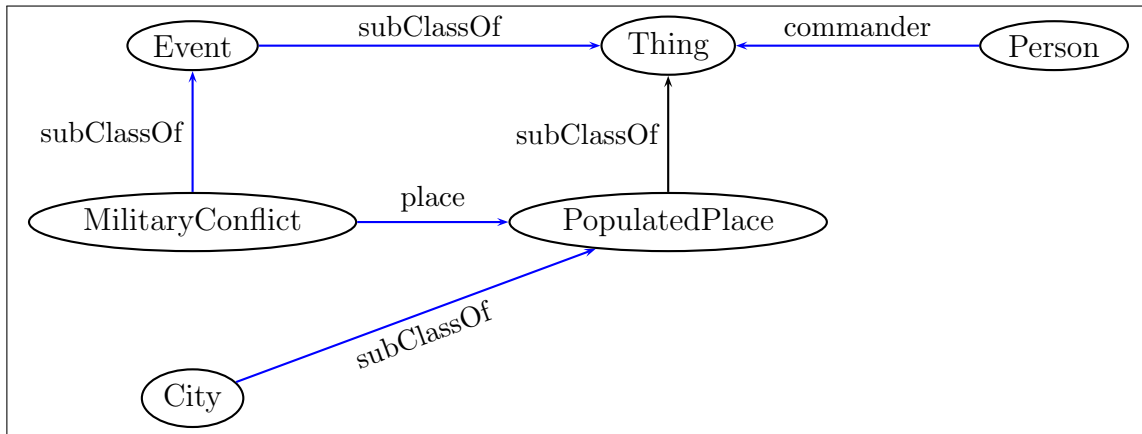 subClassOf
commander
Event
Thing
Person
subClassOf
subClassOf
place
MilitaryConflict
PopulatedPlace
subClassOf
City